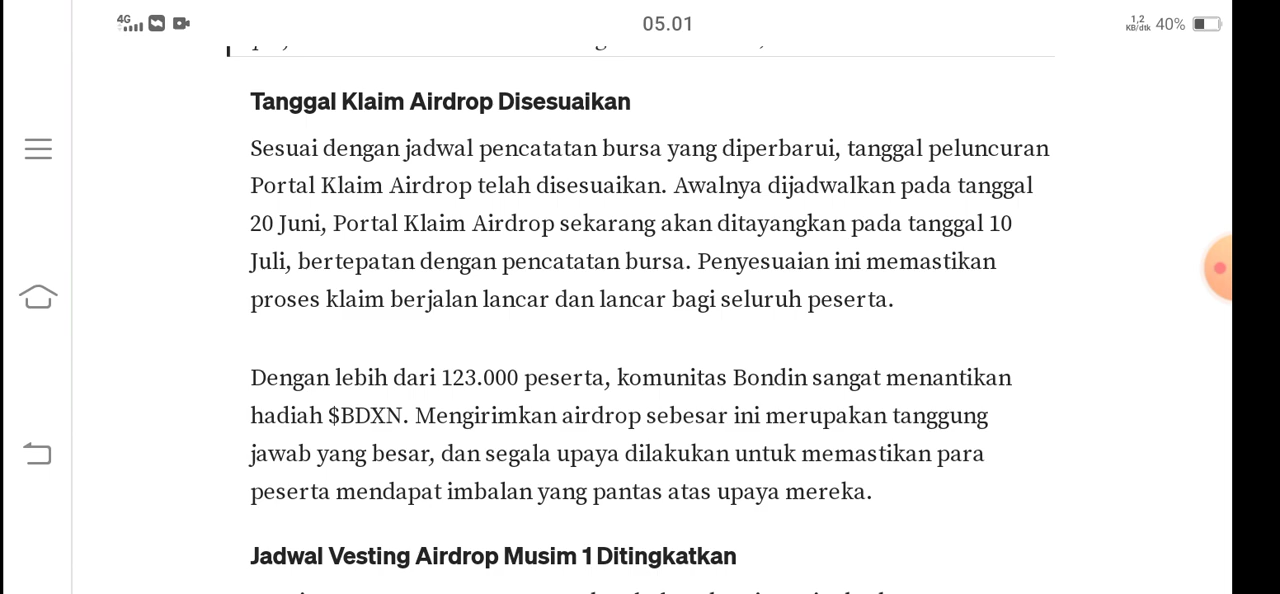 4G
05.01
1,2
KB/dtk
40%
Tanggal Klaim Airdrop Disesuaikan
Sesuai dengan jadwal pencatatan bursa yang diperbarui, tanggal peluncuran
Portal Klaim Airdrop telah disesuaikan. Awalnya dijadwalkan pada tanggal
20 Juni, Portal Klaim Airdrop sekarang akan ditayangkan pada tanggal 10
Juli, bertepatan dengan pencatatan bursa. Penyesuaian ini memastikan
proses klaim berjalan lancar dan lancar bagi seluruh peserta.
Dengan lebih dari 123.000 peserta, komunitas Bondin sangat menantikan
hadiah $BDXN. Mengirimkan airdrop sebesar ini merupakan tanggung
jawab yang besar, dan segala upaya dilakukan untuk memastikan para
peserta mendapat imbalan yang pantas atas upaya mereka.
Jadwal Vesting Airdrop Musim 1 Ditingkatkan